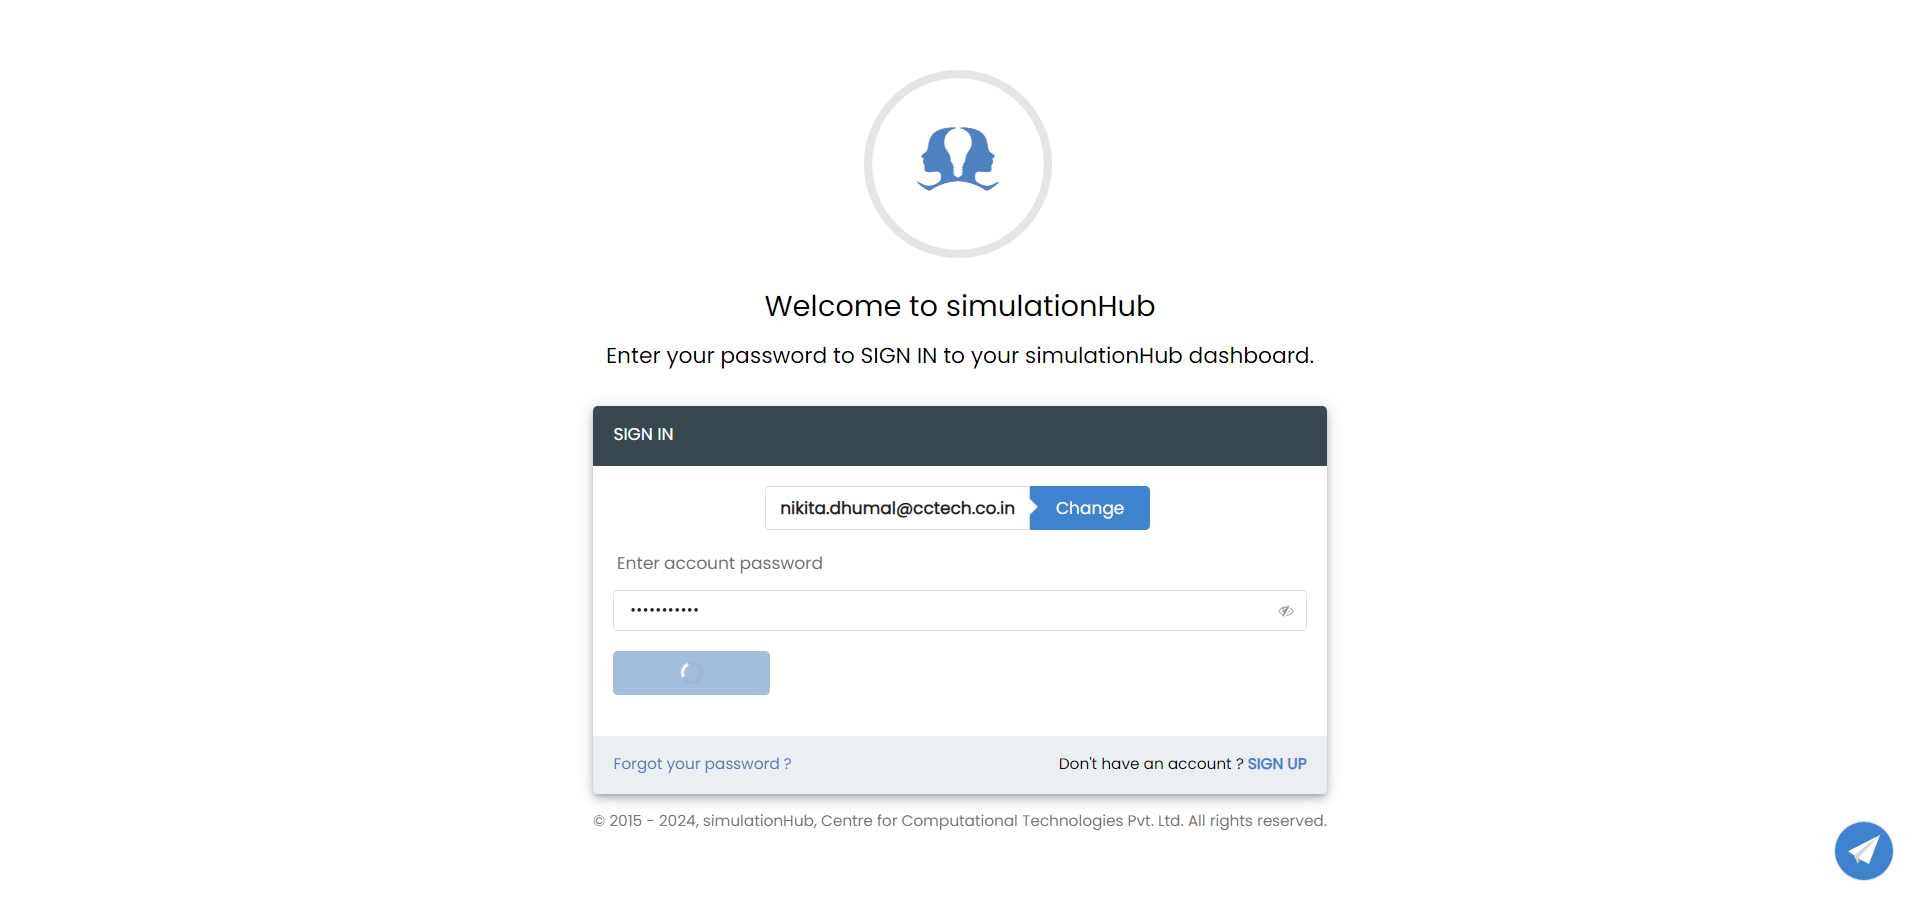 Welcome to simulationHub
Enter your password to SIGN IN to your simulationHub dashboard.
SIGN IN
nikita.dhumal@cctech.co.in Change
Enter account password
•••••••••••
Forgot your password ? Don't have an account ? SIGN UP
© 2015 - 2024, simulationHub, Centre for Computational Technologies Pvt. Ltd. All rights reserved.